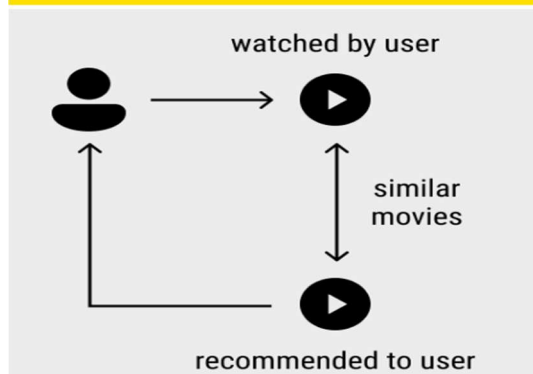 watched by user
similar
movies
recommended to user